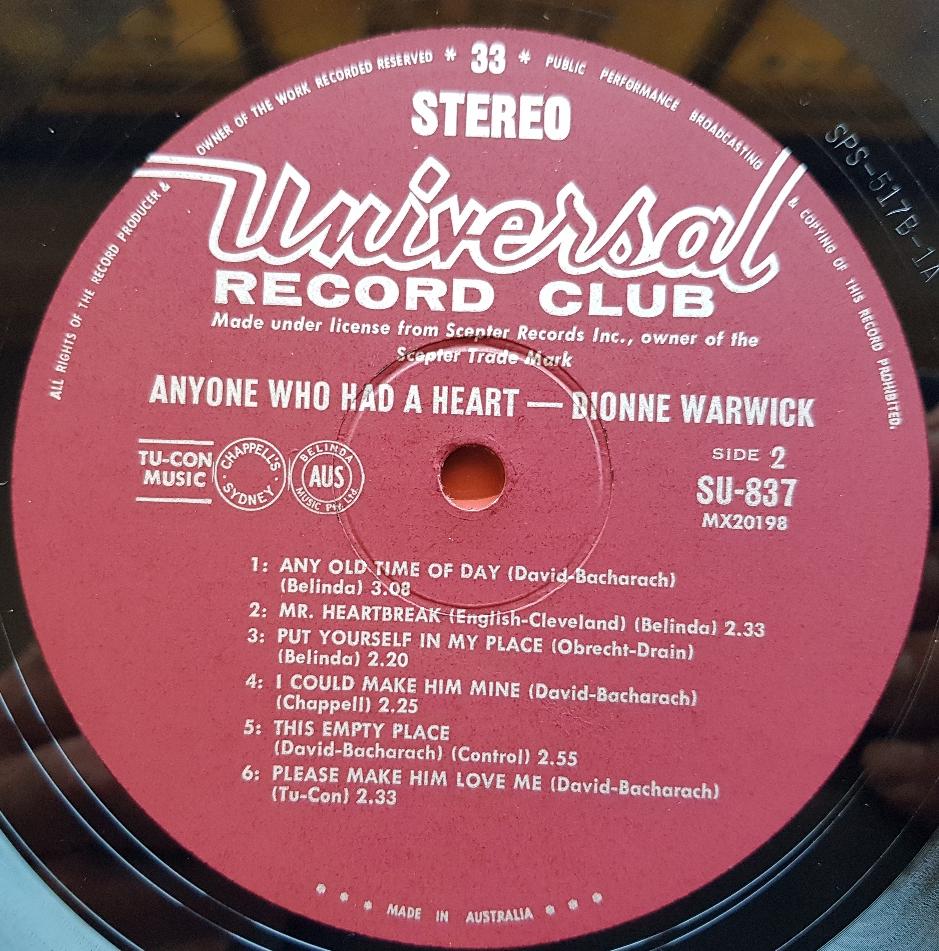 ALL RIGHTS OF THE RECORD PRODUCER & OWNER OF THE WORK RECORDED RESERVED * 33 * PUBLIC PERFORMANCE BROADCASTING & COPYING OF THIS RECORD PROHIBITED.
STEREO
SPS-517B-1A
Universal
RECORD CLUB
Made under license from Scepter Records Inc., owner of the
Scepter Trade Mark
ANYONE WHO HAD A HEART — DIONNE WARWICK
TU-CON
MUSIC
CHAPPELL'S
SYDNEY
BELINDA
AUS
MUSIC Pty. Ltd
SIDE 2
SU-837
MX20198
1: ANY OLD TIME OF DAY (David-Bacharach)
(Belinda) 3.08
2: MR. HEARTBREAK (English-Cleveland) (Belinda) 2.33
3: PUT YOURSELF IN MY PLACE (Obrecht-Drain)
(Belinda) 2.20
4: I COULD MAKE HIM MINE (David-Bacharach)
(Chappell) 2.25
5: THIS EMPTY PLACE
(David-Bacharach) (Control) 2.55
6: PLEASE MAKE HIM LOVE ME (David-Bacharach)
(Tu-Con) 2.33
* * * MADE IN AUSTRALIA * * *